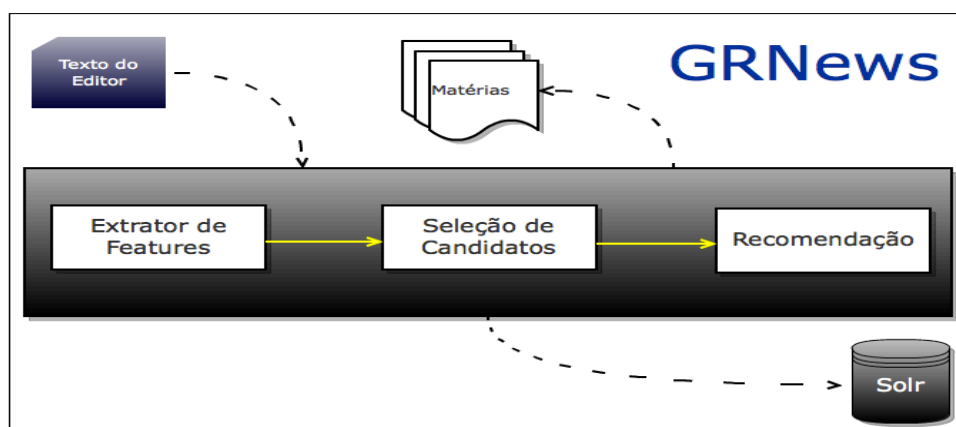 GRNews
Texto do
Editor
Matérias
Extrator de
Features
Seleção de
Candidatos
Recomendação
Solr